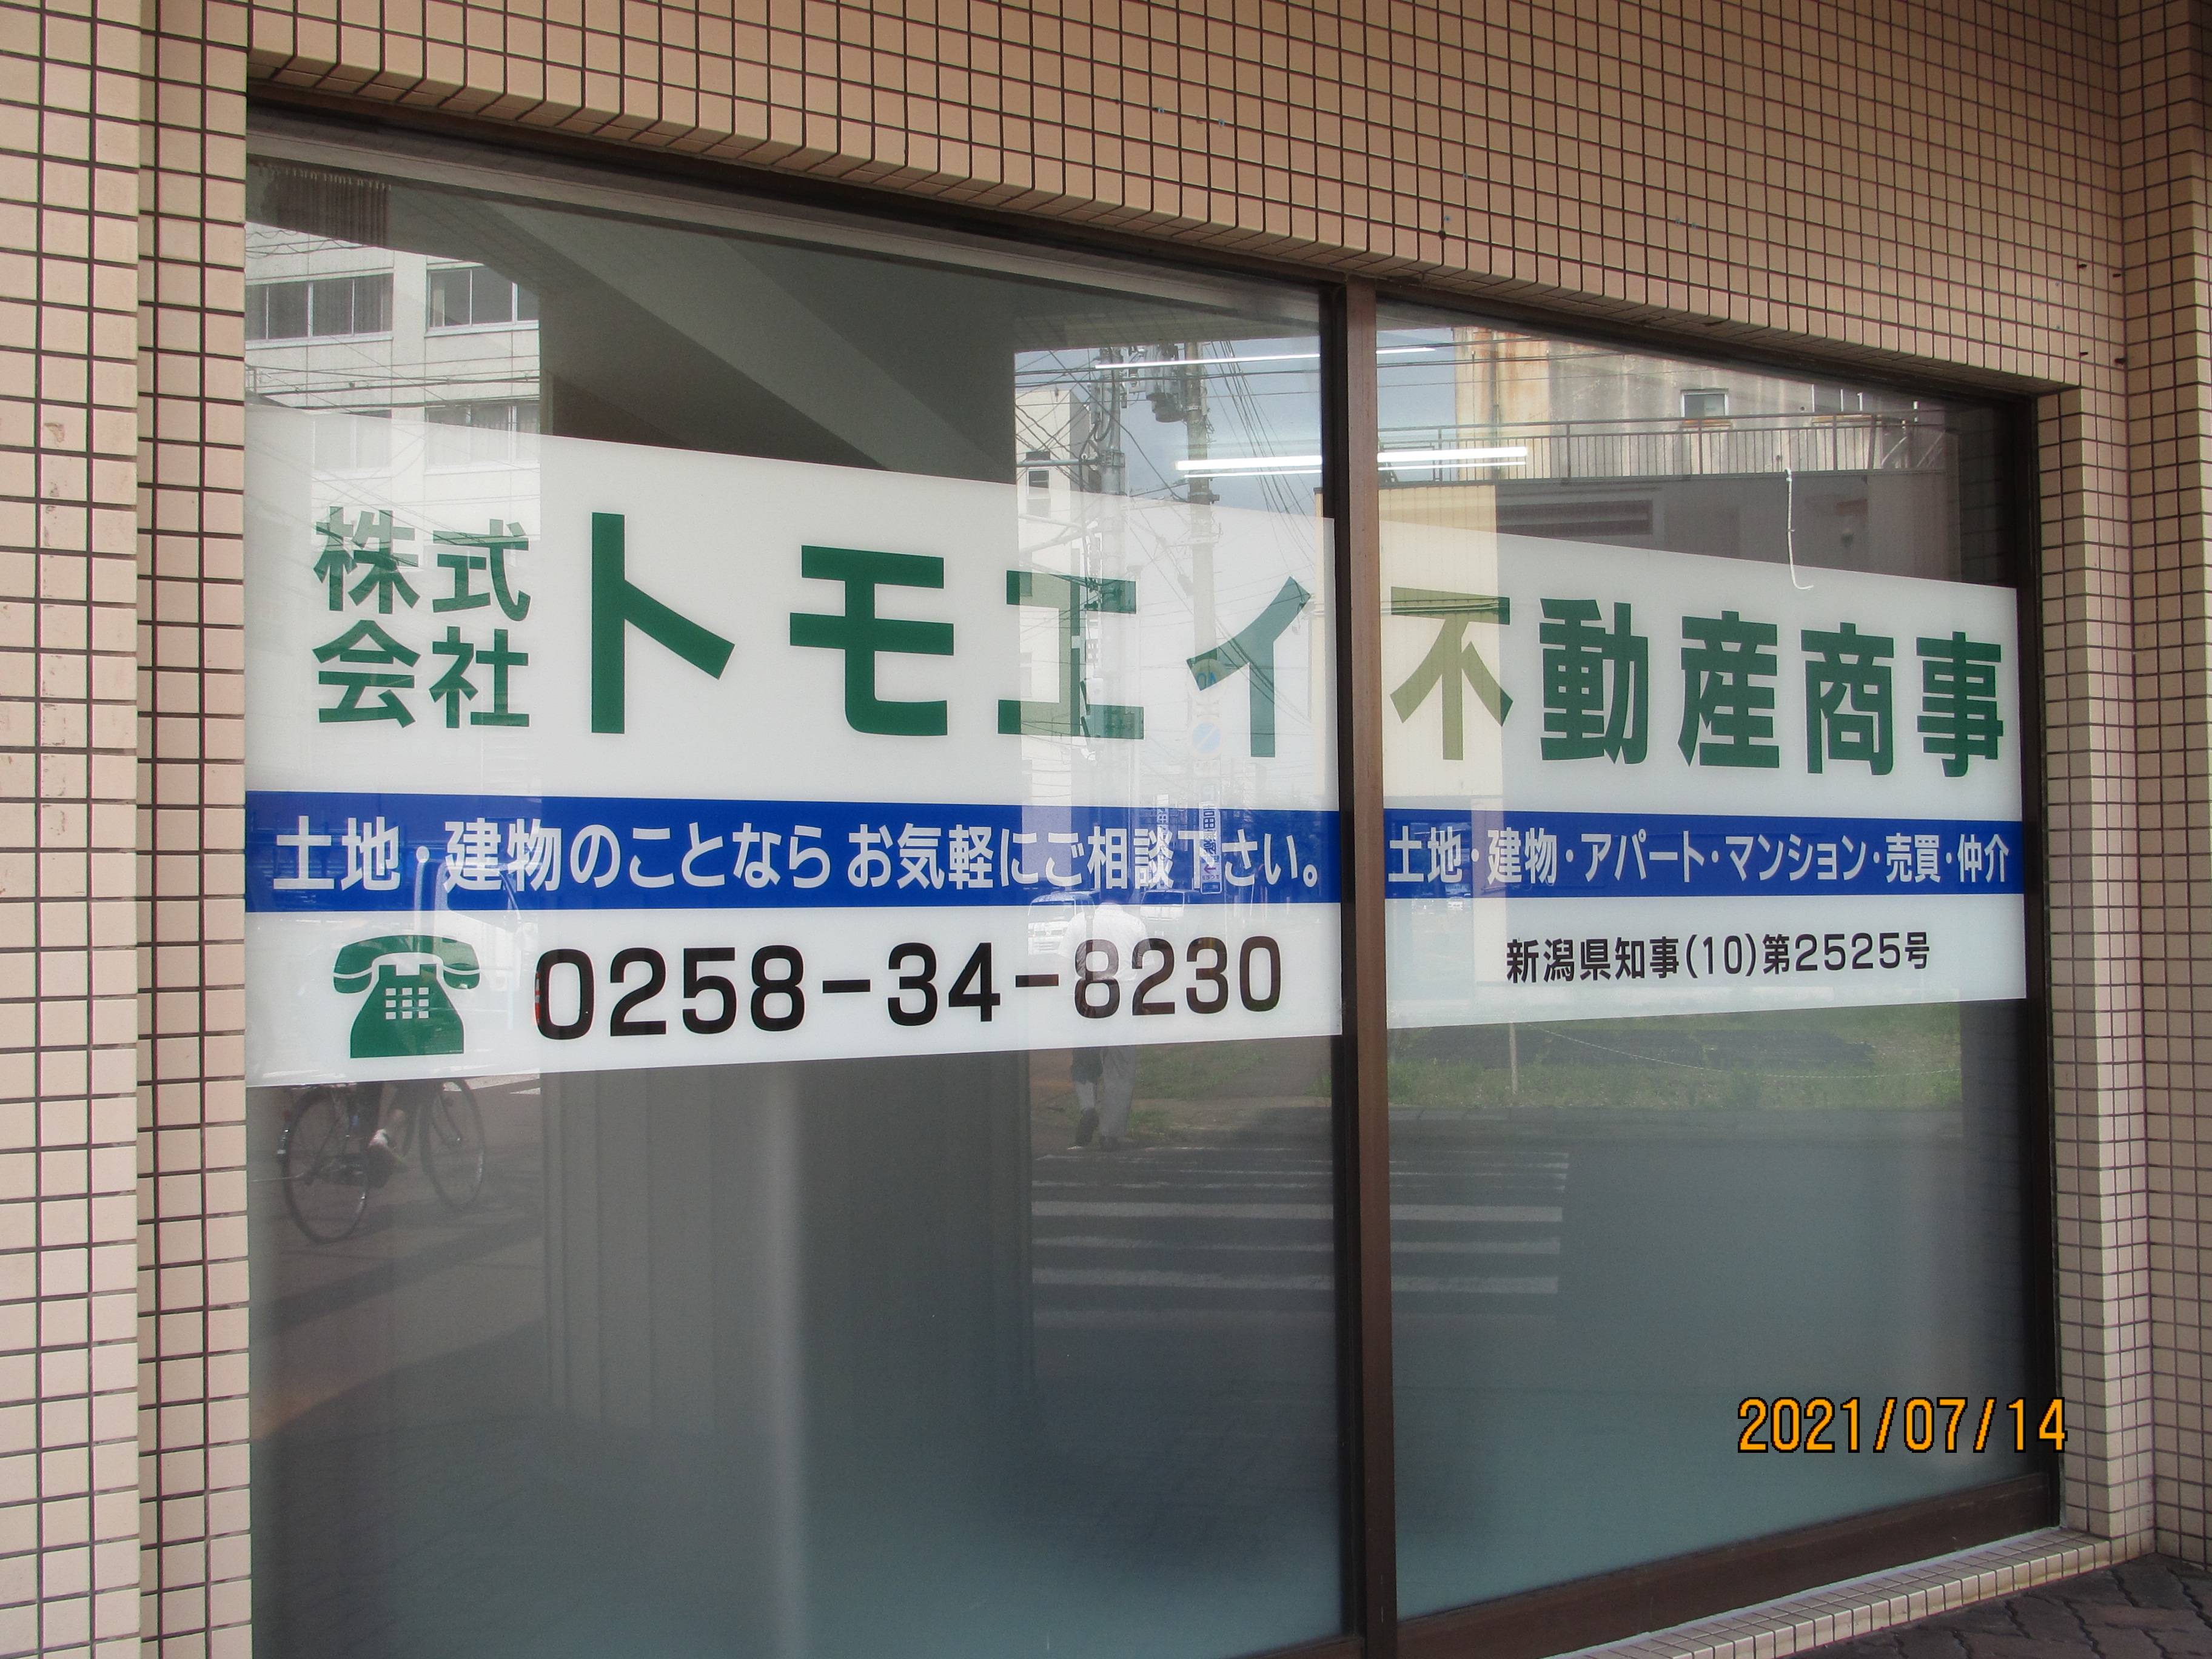 株式会社 トモエイ不動産商事
土地・建物のことなら お気軽にご相談下さい。
土地・建物・アパート・マンション・売買・仲介
0258-34-8230
新潟県知事(10)第2525号
2021/07/14